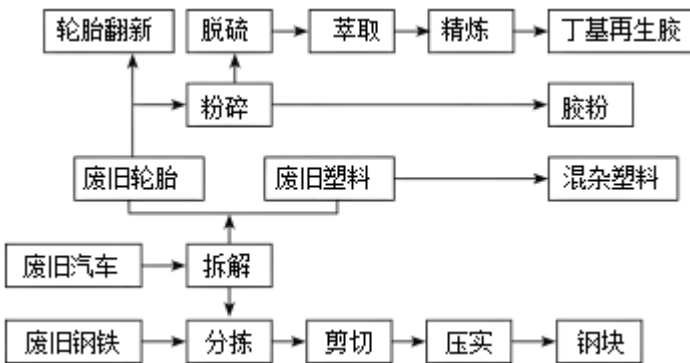 轮胎翻新 脱硫 萃取 精炼 丁基再生胶
粉碎 胶粉
废旧轮胎 废旧塑料 混杂塑料
废旧汽车 拆解
废旧钢铁 分拣 剪切 压实 钢块